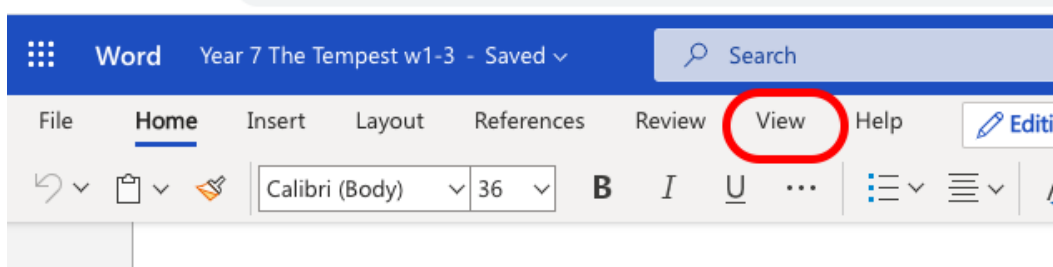 Word Year 7 The Tempest w1-3 - Saved Search
File Home Insert Layout References Review View Help
Calibri (Body) 36 B I U ...